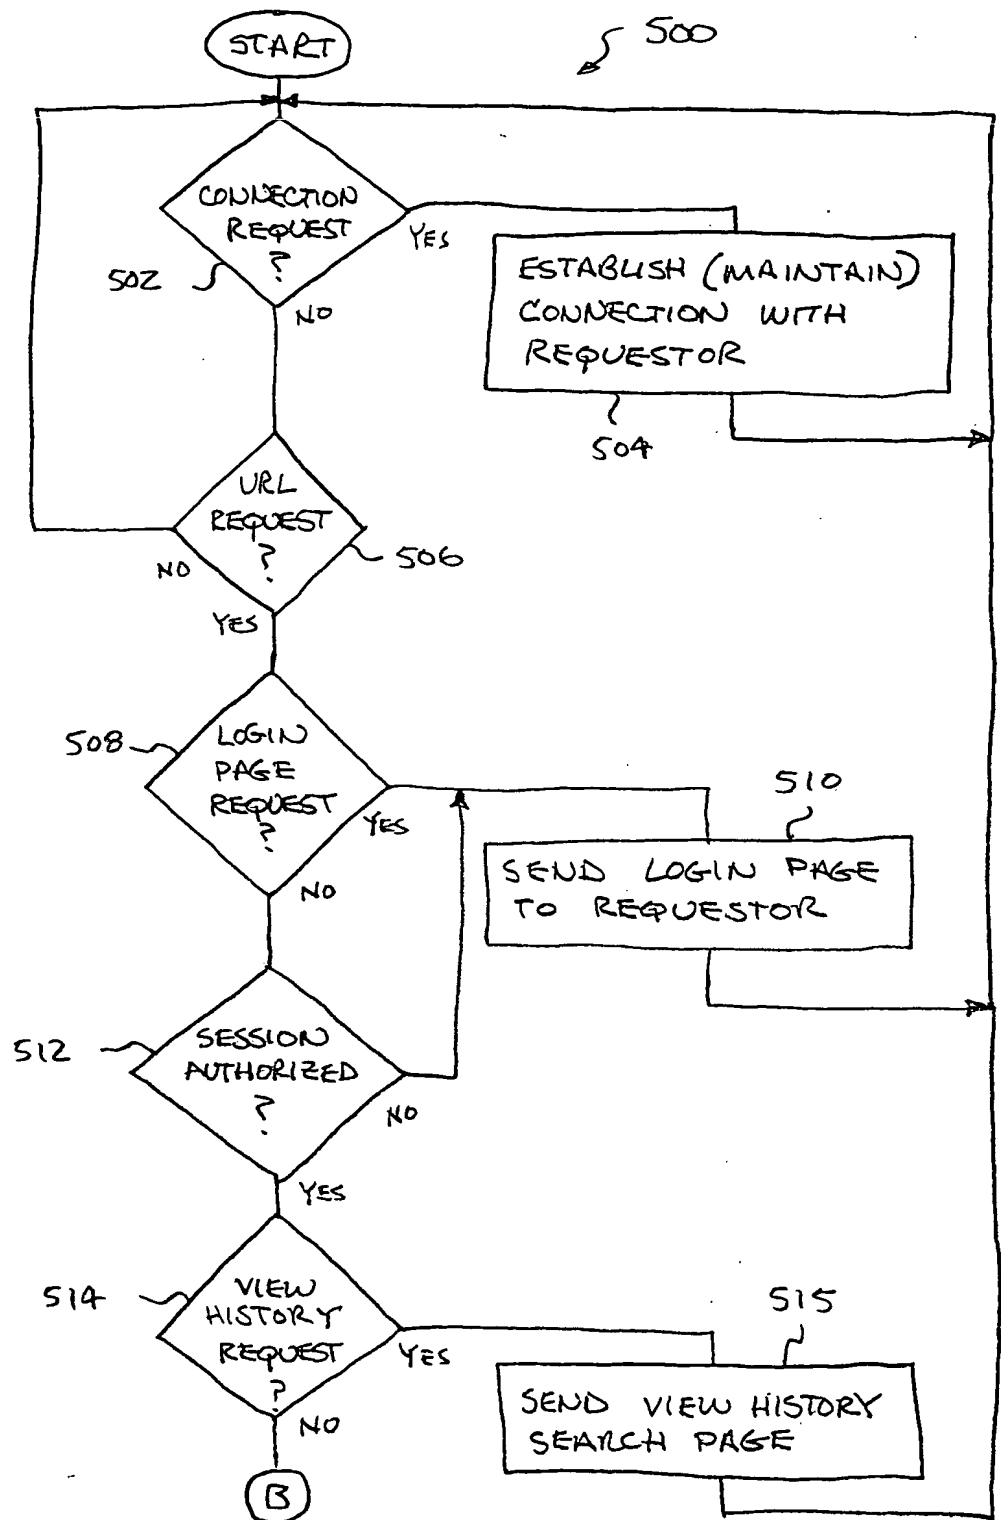 START
500
CONNECTION
REQUEST
?
502
YES
NO
ESTABLISH (MAINTAIN)
CONNECTION WITH
REQUESTOR
504
URL
REQUEST
?
506
NO
YES
508
LOGIN
PAGE
REQUEST
?
YES
NO
510
SEND LOGIN PAGE
TO REQUESTOR
512
SESSION
AUTHORIZED
?
NO
YES
514
VIEW
HISTORY
REQUEST
?
YES
NO
515
SEND VIEW HISTORY
SEARCH PAGE
B